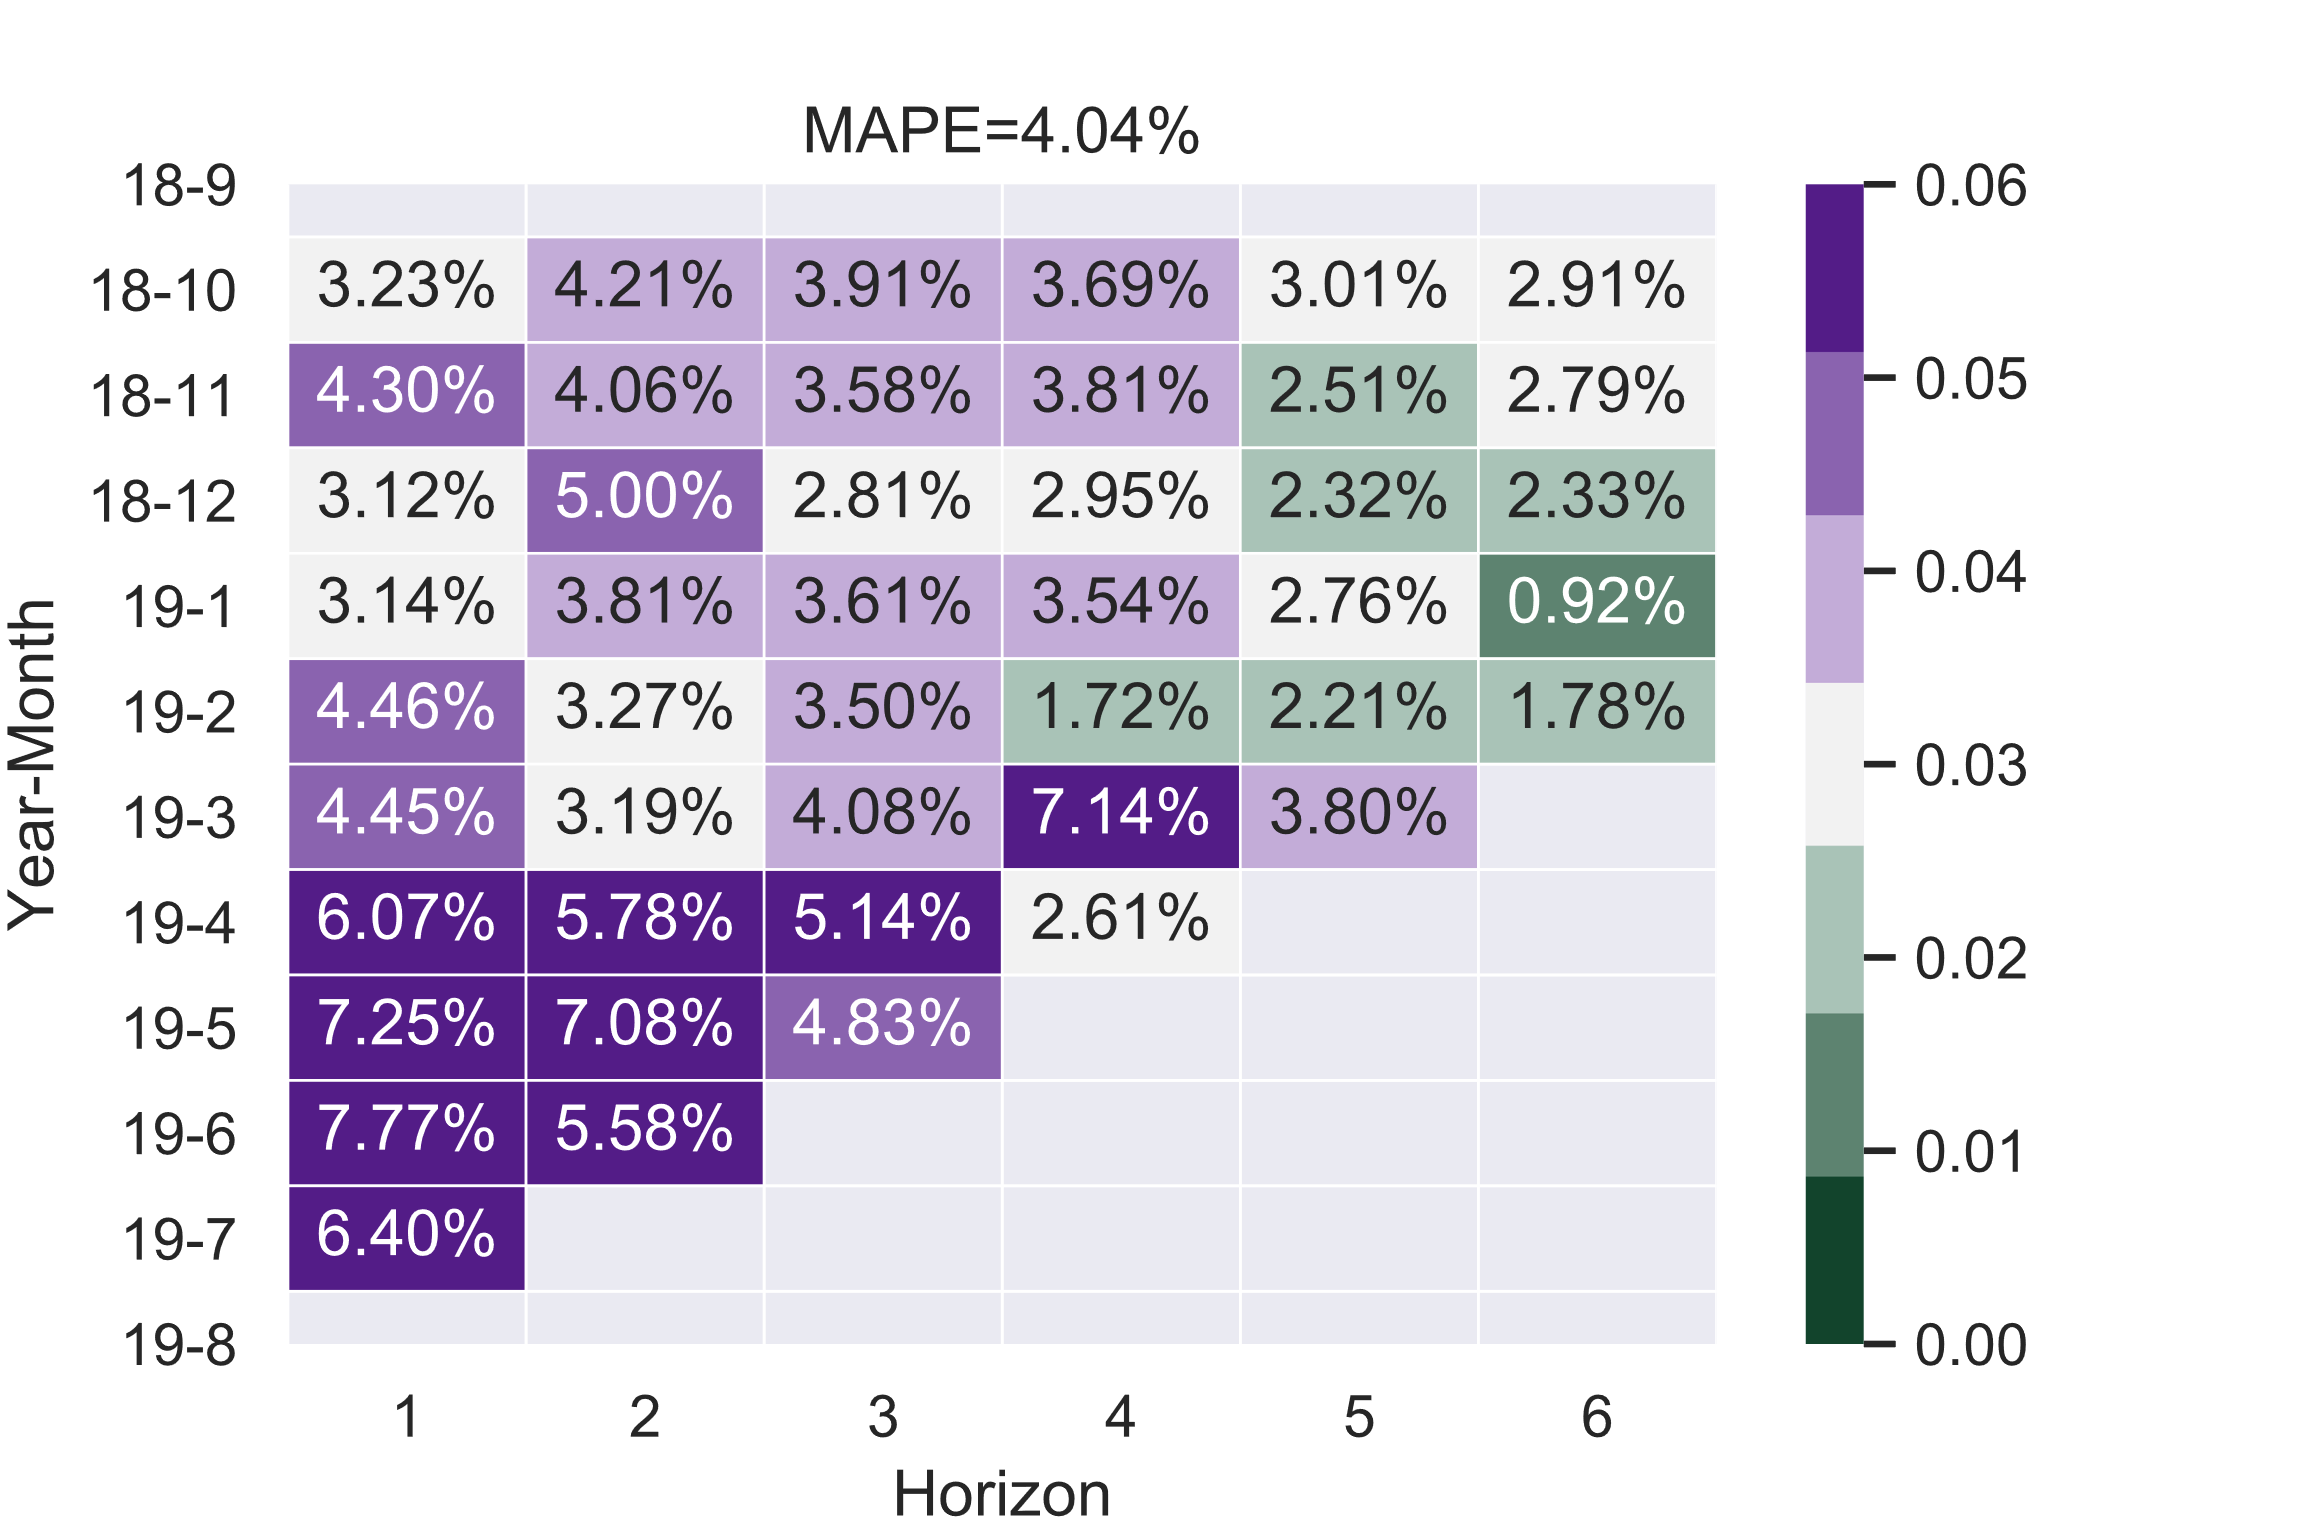 MAPE=4.04%
18-9
18-10 3.23% 4.21% 3.91% 3.69% 3.01% 2.91%
18-11 4.30% 4.06% 3.58% 3.81% 2.51% 2.79%
18-12 3.12% 5.00% 2.81% 2.95% 2.32% 2.33%
19-1 3.14% 3.81% 3.61% 3.54% 2.76% 0.92%
19-2 4.46% 3.27% 3.50% 1.72% 2.21% 1.78%
19-3 4.45% 3.19% 4.08% 7.14% 3.80%
19-4 6.07% 5.78% 5.14% 2.61%
19-5 7.25% 7.08% 4.83%
19-6 7.77% 5.58%
19-7 6.40%
19-8
1 2 3 4 5 6
Horizon
Year-Month
0.06
0.05
0.04
0.03
0.02
0.01
0.00